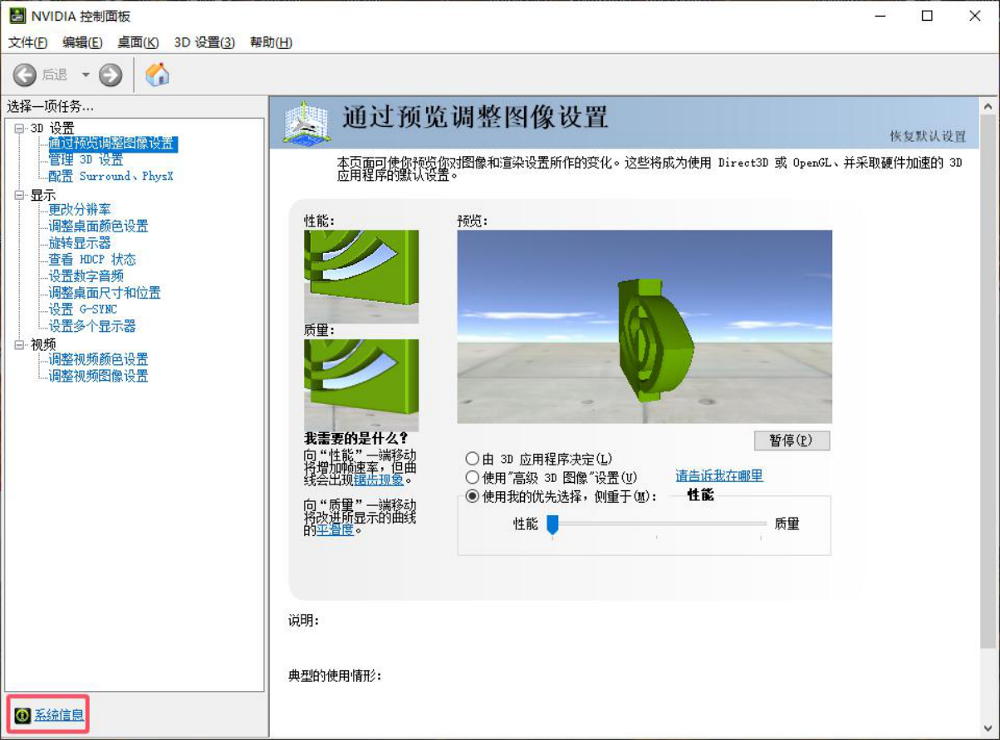 NVIDIA 控制面板
文件(F) 编辑(E) 桌面(K) 3D 设置(3) 帮助(H)
后退
选择一项任务...
3D 设置
通过预览调整图像设置
管理 3D 设置
配置 Surround、PhysX
显示
更改分辨率
调整桌面颜色设置
旋转显示器
查看 HDCP 状态
设置数字音频
调整桌面尺寸和位置
设置 G-SYNC
设置多个显示器
视频
调整视频颜色设置
调整视频图像设置
系统信息
通过预览调整图像设置
恢复默认设置
本页面可使你预览你对图像和渲染设置所作的变化。这些将成为使用 Direct3D 或 OpenGL、并采取硬件加速的 3D
应用程序的默认设置。
性能:
质量:
我需要的是什么?
向“性能”一端移动
将增加帧速率，但曲
线会出现锯齿现象。
向“质量”一端移动
将改进所显示的曲线
的平滑度。
预览:
暂停(P)
由 3D 应用程序决定(L)
使用"高级 3D 图像"设置(U)
请告诉我在哪里
使用我的优先选择，侧重于(M):
性能
性能
质量
说明:
典型的使用情形: